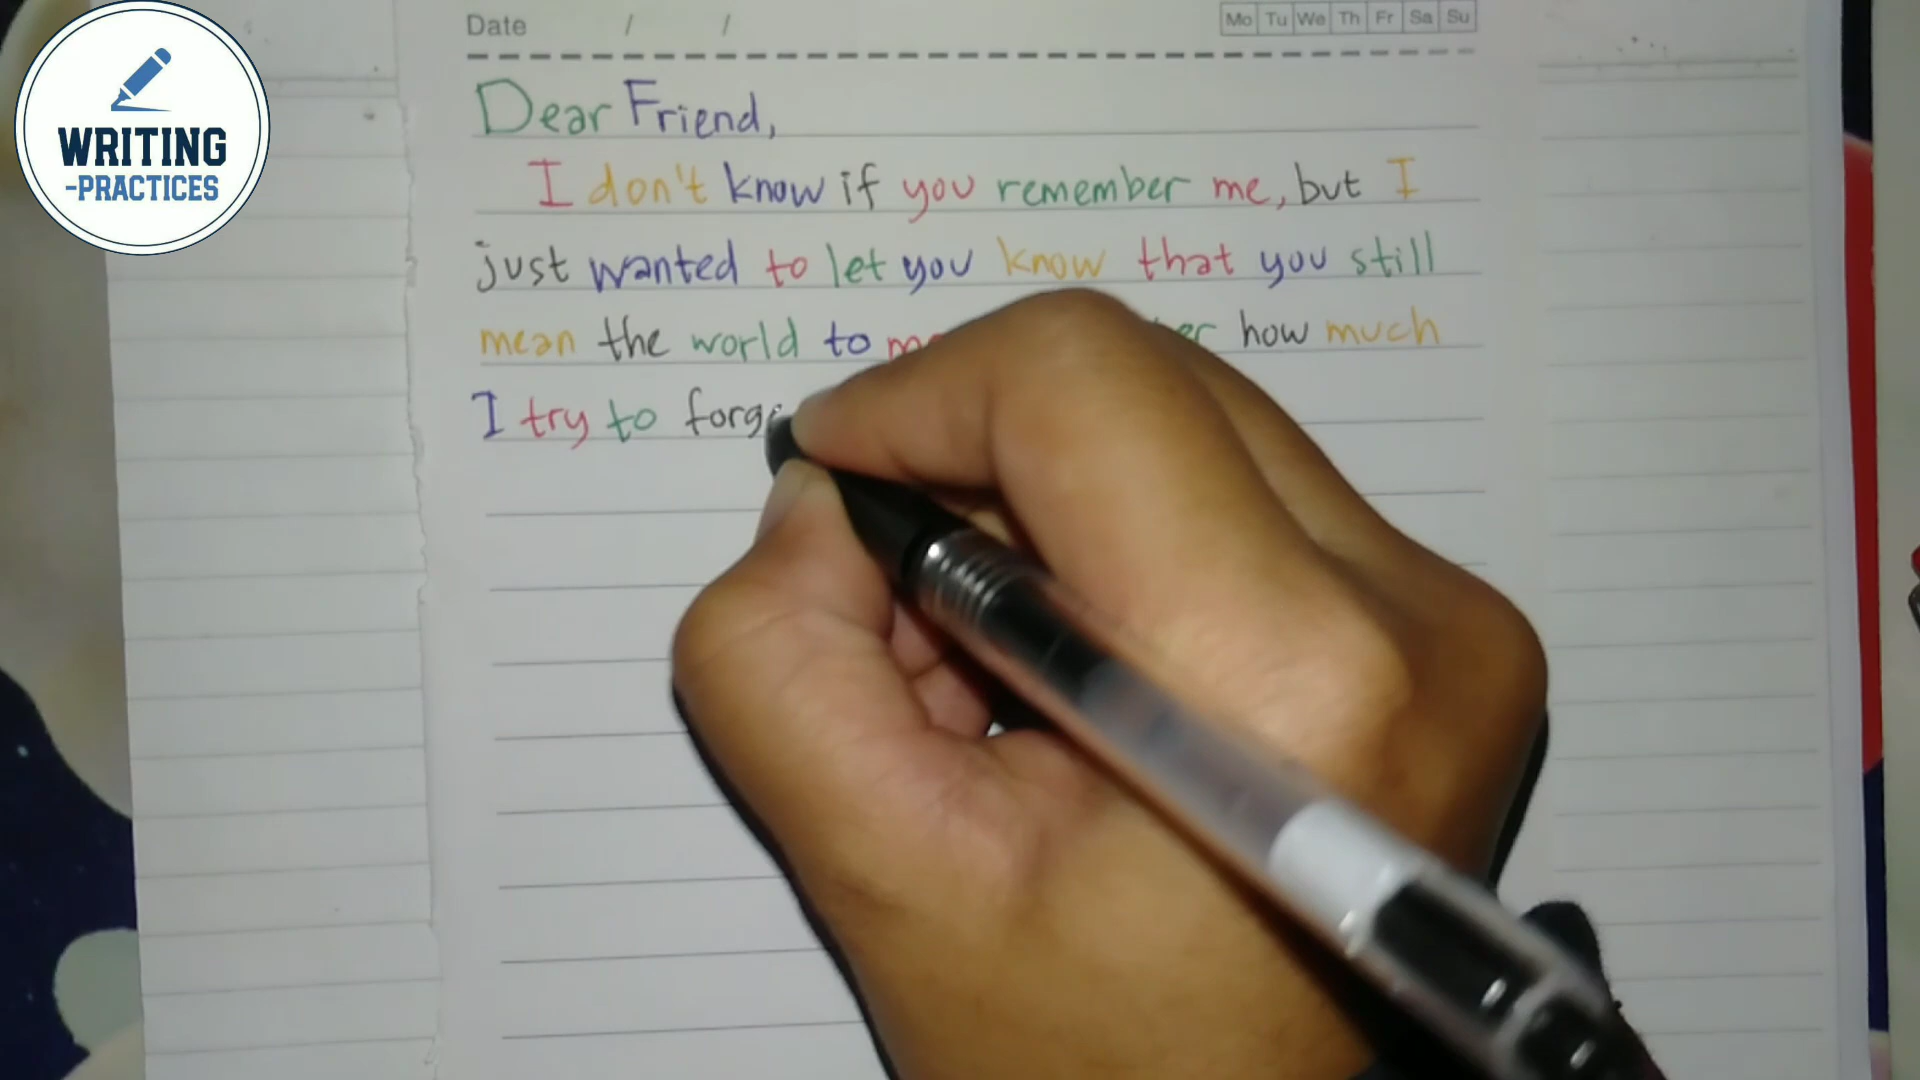 WRITING
-PRACTICES
Date / /
Mo Tu We Th Fr Sa Su
Dear Friend,
I don't know if you remember me, but I
just wanted to let you know that you still
mean the world to how much
I try to